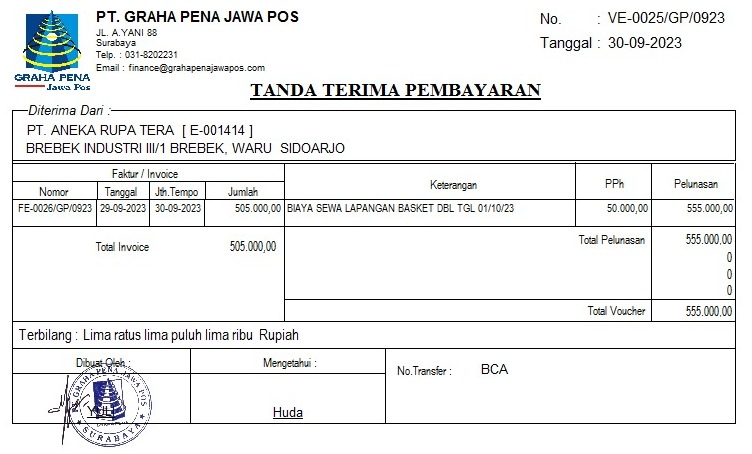 PT. GRAHA PENA JAWA POS
JL. A.YANI 88
Surabaya
Telp. : 031-8202231
Email : finance@grahapenajawapos.com
GRAHA PENA
Jawa Pos
No. : VE-0025/GP/0923
Tanggal : 30-09-2023
TANDA TERIMA PEMBAYARAN
Diterima Dari :
PT. ANEKA RUPA TERA [ E-001414 ]
BREBEK INDUSTRI III/1 BREBEK, WARU SIDOARJO
Faktur / Invoice
Nomor Tanggal Jth.Tempo Jumlah Keterangan PPh Pelunasan
FE-0026/GP/0923 29-09-2023 30-09-2023 505.000,00 BIAYA SEWA LAPANGAN BASKET DBL TGL 01/10/23 50.000,00 555.000,00
Total Invoice 505.000,00 Total Pelunasan 555.000,00
0
0
0
Total Voucher 555.000,00
Terbilang : Lima ratus lima puluh lima ribu Rupiah
Dibuat Oleh : Mengetahui : No.Transfer : BCA
PT. GRAHA PENA JAWA POS
SURABAYA
Huda